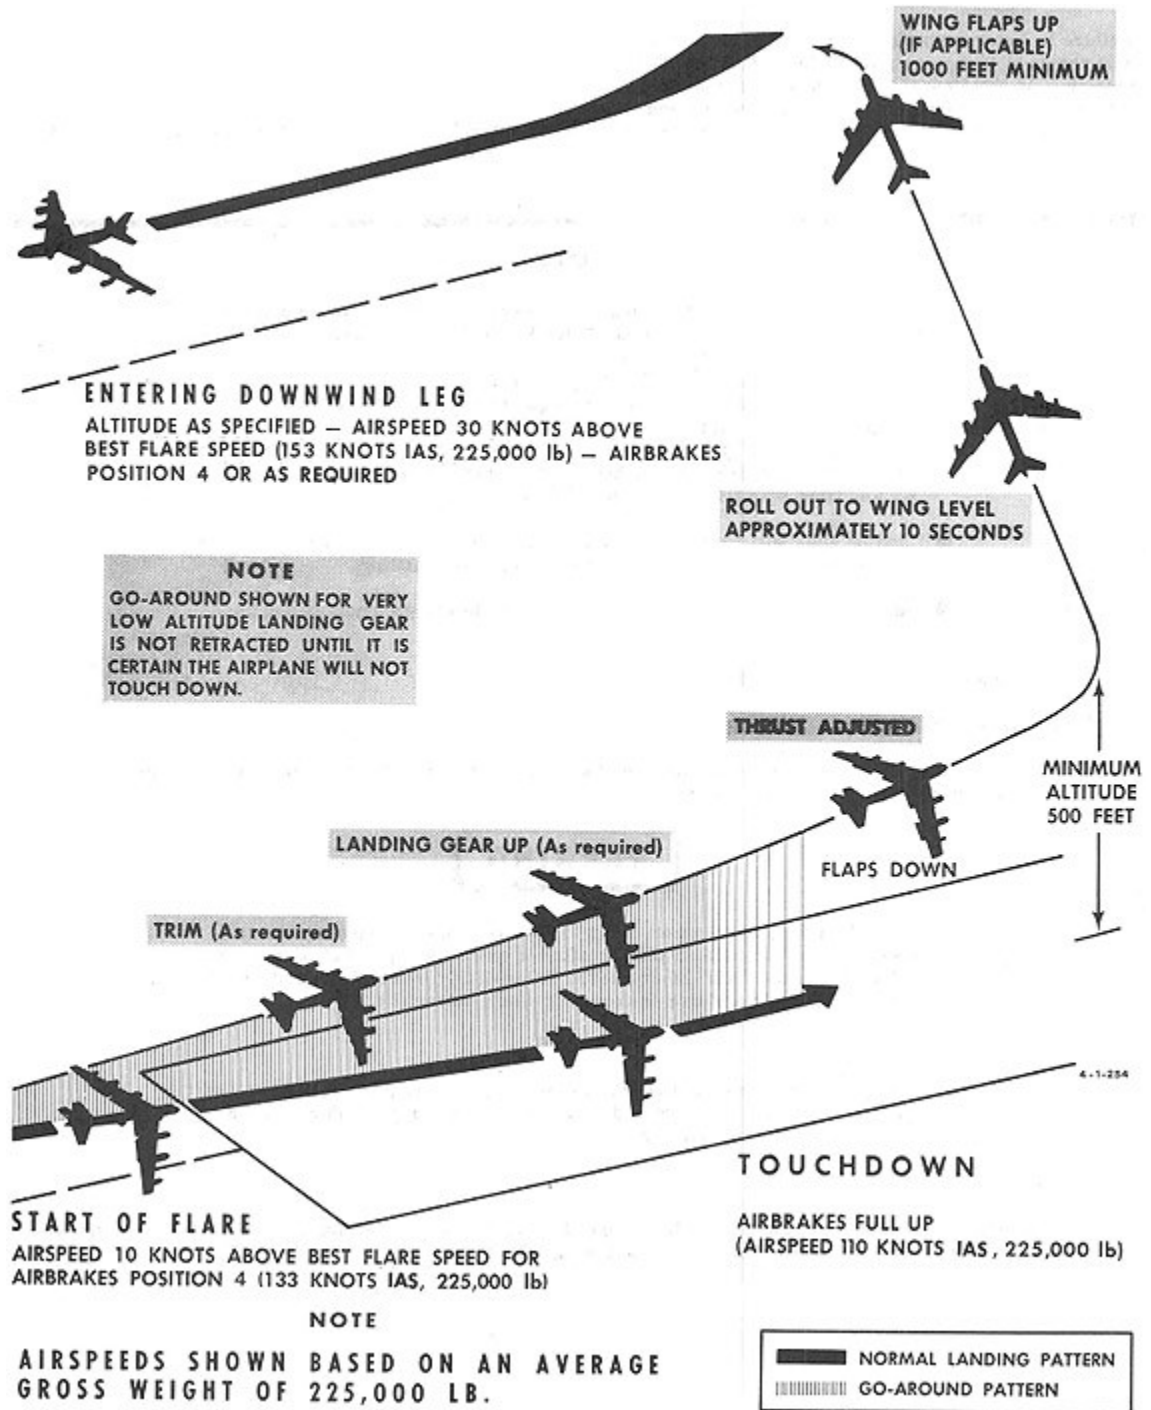 WING FLAPS UP
(IF APPLICABLE)
1000 FEET MINIMUM
ENTERING DOWNWIND LEG
ALTITUDE AS SPECIFIED — AIRSPEED 30 KNOTS ABOVE
BEST FLARE SPEED (153 KNOTS IAS, 225,000 lb) — AIRBRAKES
POSITION 4 OR AS REQUIRED
ROLL OUT TO WING LEVEL
APPROXIMATELY 10 SECONDS
NOTE
GO-AROUND SHOWN FOR VERY
LOW ALTITUDE LANDING GEAR
IS NOT RETRACTED UNTIL IT IS
CERTAIN THE AIRPLANE WILL NOT
TOUCH DOWN.
THRUST ADJUSTED
MINIMUM
ALTITUDE
500 FEET
LANDING GEAR UP (As required)
FLAPS DOWN
TRIM (As required)
4-1-254
TOUCHDOWN
AIRBRAKES FULL UP
(AIRSPEED 110 KNOTS IAS, 225,000 lb)
START OF FLARE
AIRSPEED 10 KNOTS ABOVE BEST FLARE SPEED FOR
AIRBRAKES POSITION 4 (133 KNOTS IAS, 225,000 lb)
NOTE
AIRSPEEDS SHOWN BASED ON AN AVERAGE
GROSS WEIGHT OF 225,000 LB.
NORMAL LANDING PATTERN
GO-AROUND PATTERN